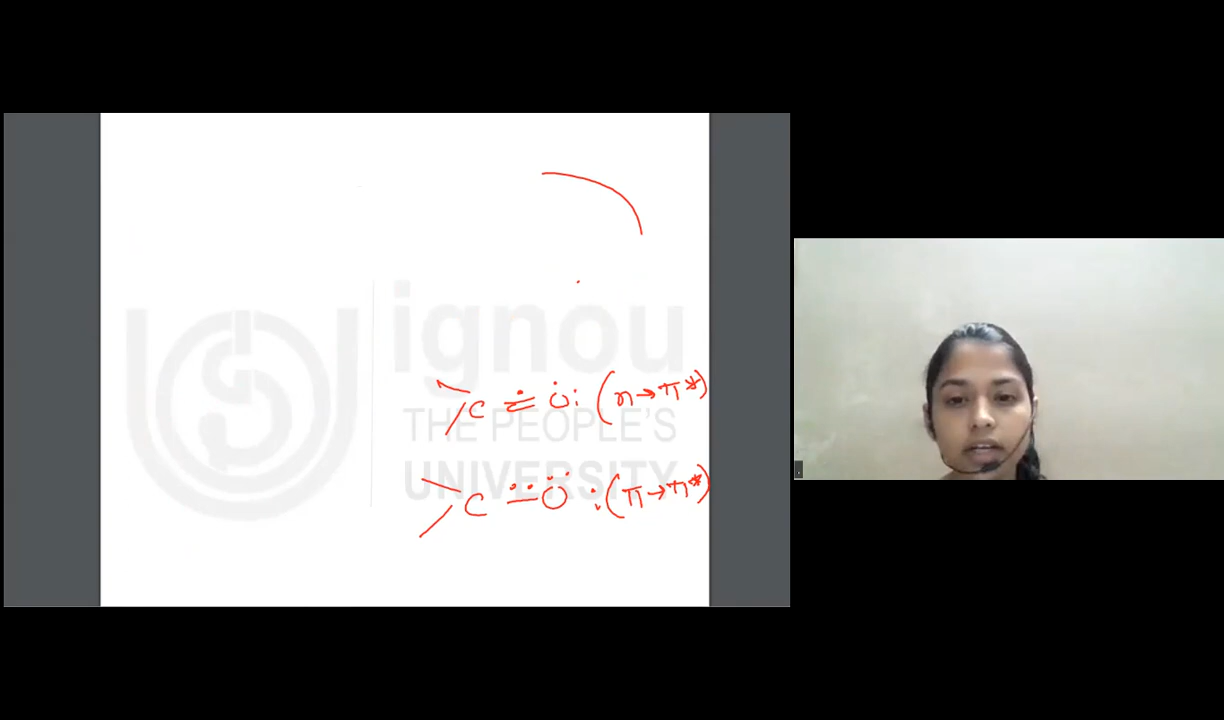 ignou
C = Ö: (n→π*)
THE PEOPLE'S
UNIVERSITY
C — Ö : (π→π*)